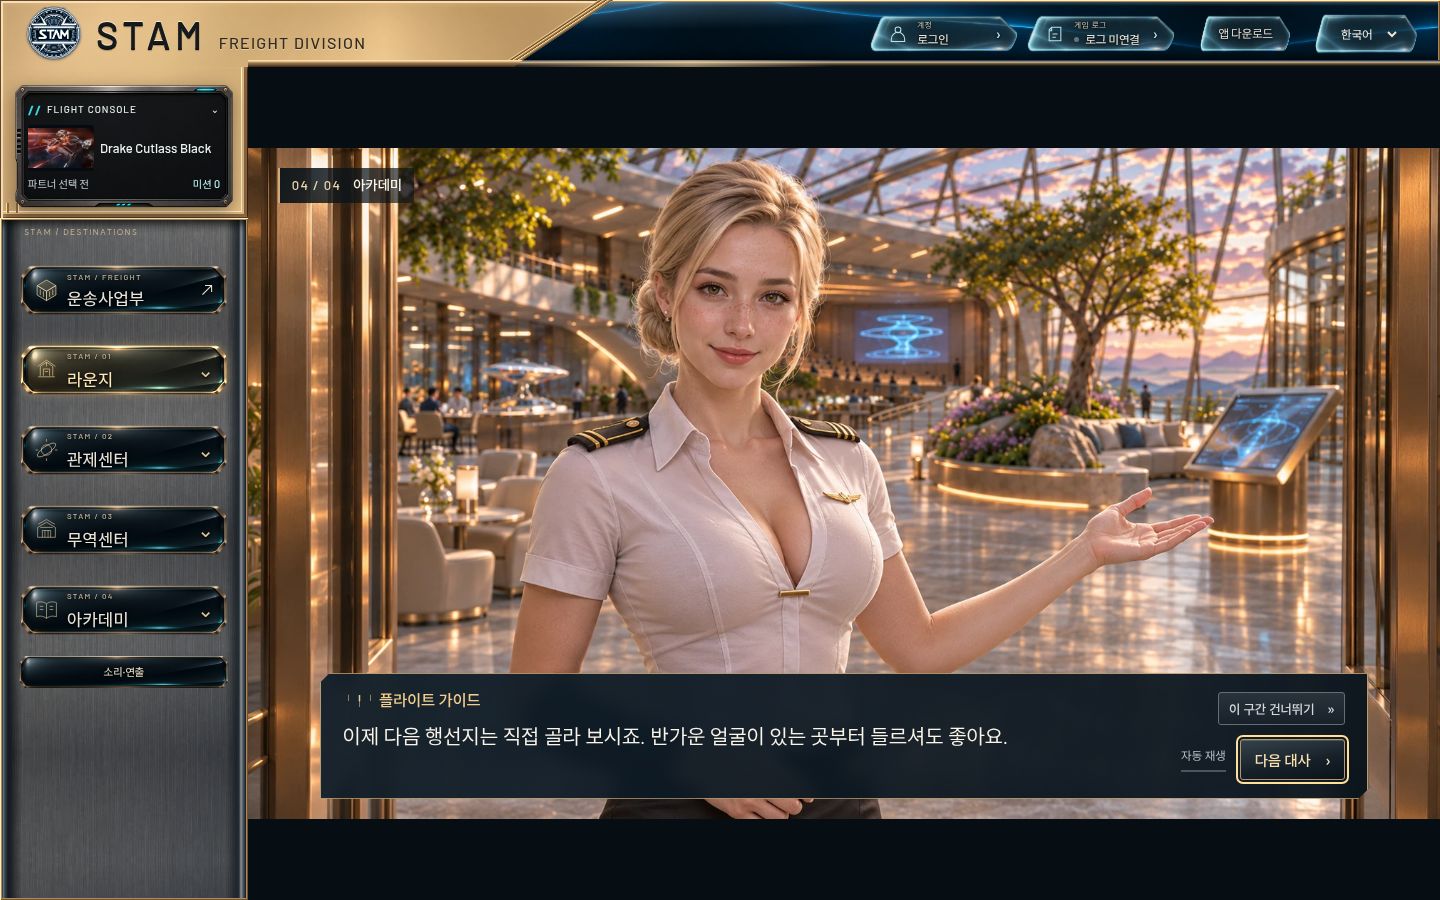 STAM
STAM FREIGHT DIVISION
계정
로그인
게임 로그
로그 미연결
앱 다운로드
한국어
// FLIGHT CONSOLE
Drake Cutlass Black
파트너 선택 전
미션 0
STAM / DESTINATIONS
STAM / FREIGHT
운송사업부
STAM / 01
라운지
STAM / 02
관제센터
STAM / 03
무역센터
STAM / 04
아카데미
소리·연출
04 / 04 아카데미
플라이트 가이드
이 구간 건너뛰기 »
이제 다음 행선지는 직접 골라 보시죠. 반가운 얼굴이 있는 곳부터 들르셔도 좋아요.
자동 재생
다음 대사 ›